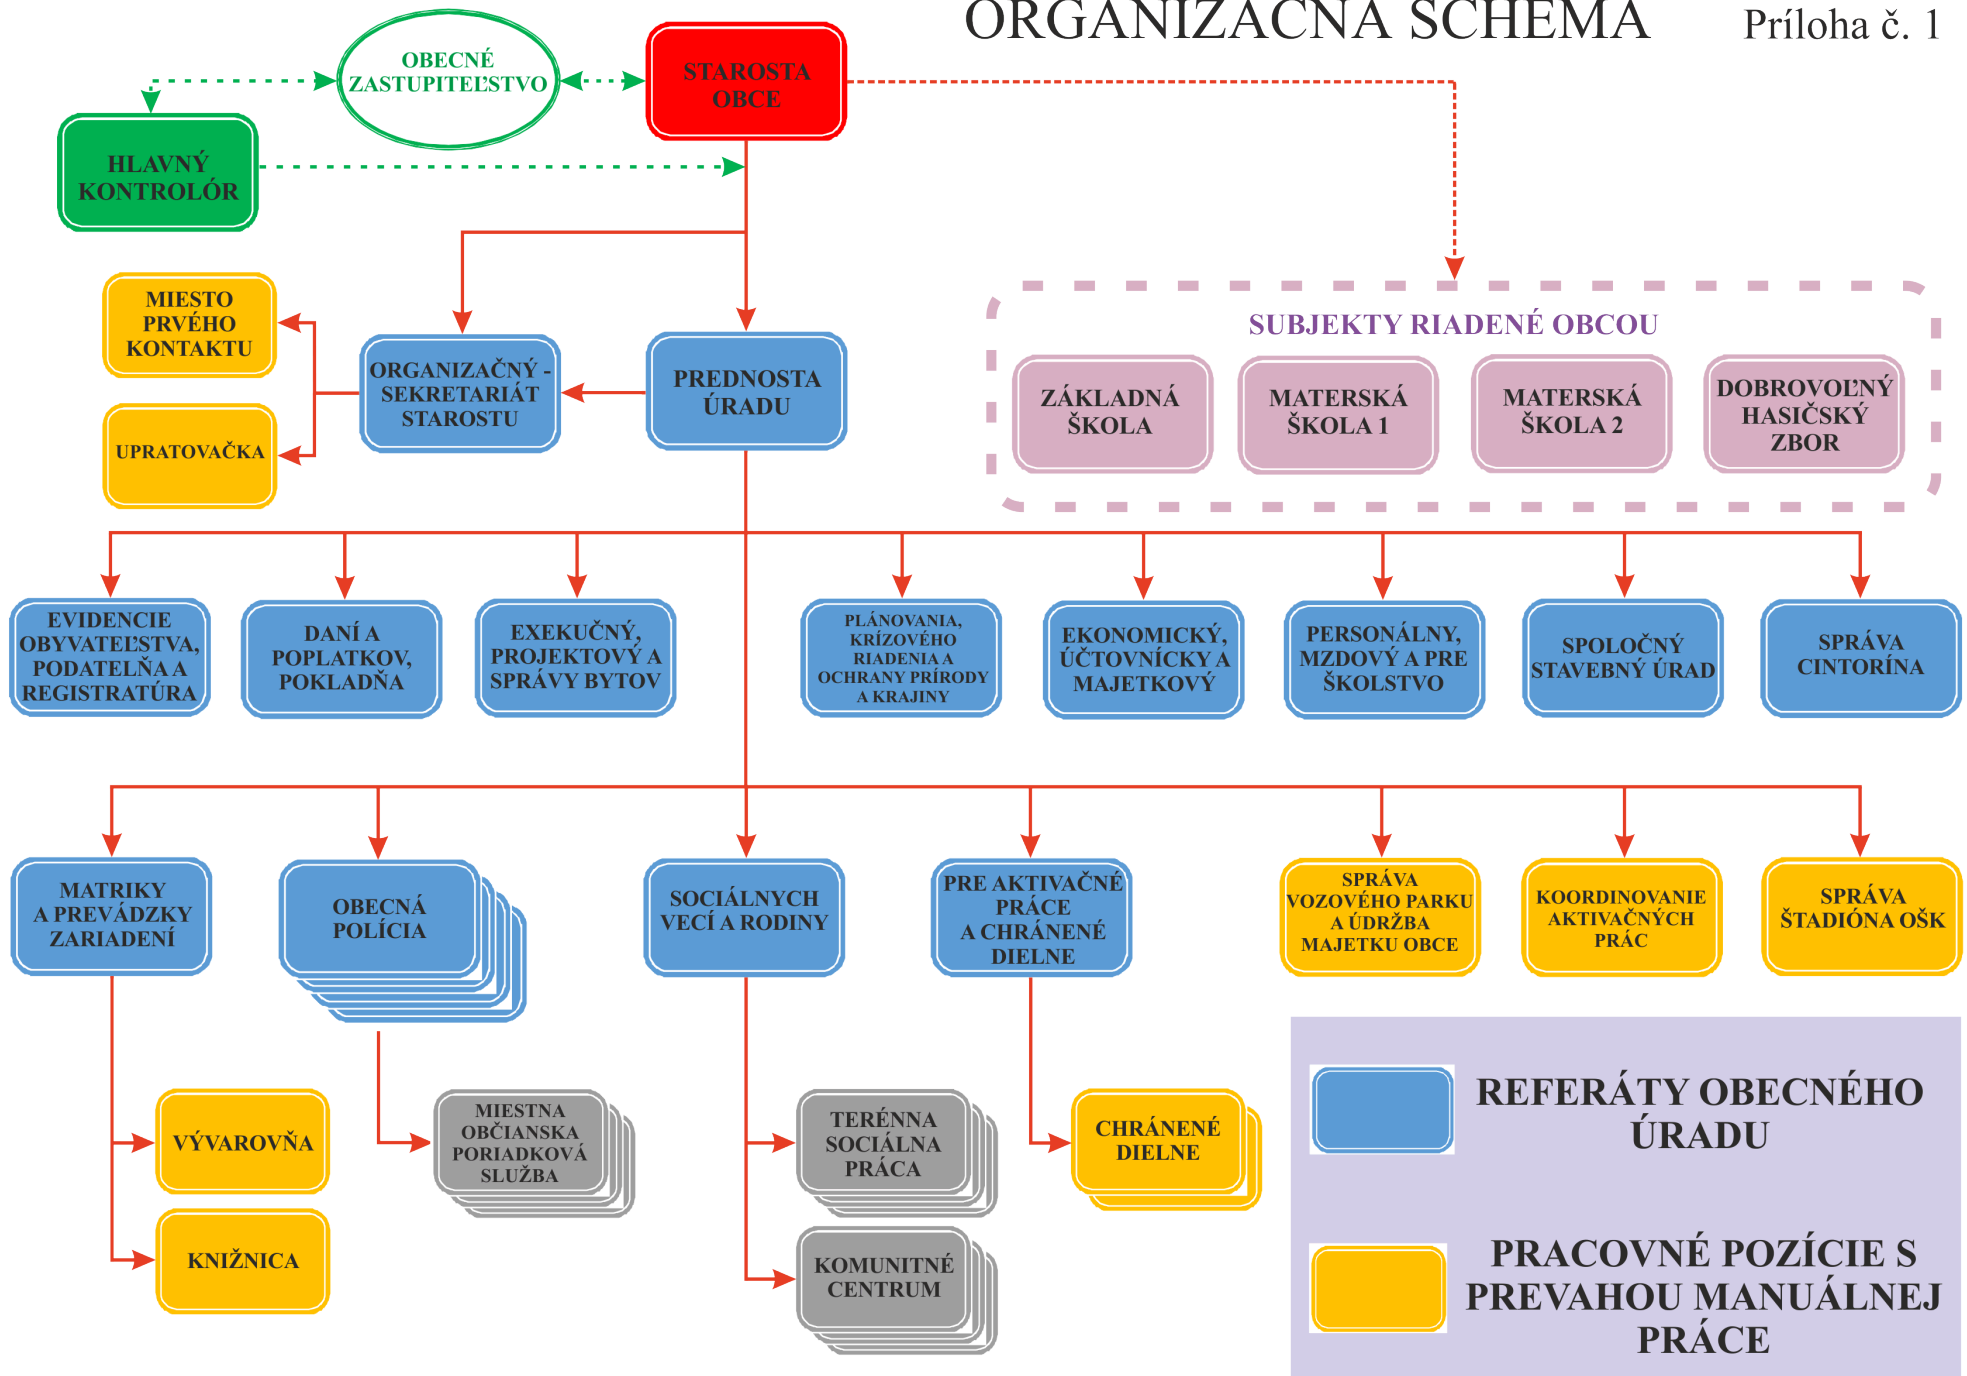 ORGANIZAČNÁ SCHÉMA
Príloha č. 1
OBECNÉ
ZASTUPITEĽSTVO
STAROSTA
OBCE
HLAVNÝ
KONTROLÓR
MIESTO
PRVÉHO
KONTAKTU
UPRATOVAČKA
ORGANIZAČNÝ -
SEKRETARIÁT
STAROSTU
PREDNOSTA
ÚRADU
SUBJEKTY RIADENÉ OBCOU
ZÁKLADNÁ
ŠKOLA
MATERSKÁ
ŠKOLA 1
MATERSKÁ
ŠKOLA 2
DOBROVOĽNÝ
HASIČSKÝ
ZBOR
EVIDENCIE
OBYVATEĽSTVA,
PODATELŇA A
REGISTRATÚRA
DANÍ A
POPLATKOV,
POKLADŇA
EXEKUČNÝ,
PROJEKTOVÝ A
SPRÁVY BYTOV
PLÁNOVANIA,
KRÍZOVÉHO
RIADENIA A
OCHRANY PRÍRODY
A KRAJINY
EKONOMICKÝ,
ÚČTOVNÍCKY A
MAJETKOVÝ
PERSONÁLNY,
MZDOVÝ A PRE
ŠKOLSTVO
SPOLOČNÝ
STAVEBNÝ ÚRAD
SPRÁVA
CINTORÍNA
MATRIKY
A PREVÁDZKY
ZARIADENÍ
OBECNÁ
POLÍCIA
SOCIÁLNYCH
VECÍ A RODINY
PRE AKTIVAČNÉ
PRÁCE
A CHRÁNENÉ
DIELNE
SPRÁVA
VOZOVÉHO PARKU
A ÚDRŽBA
MAJETKU OBCE
KOORDINOVANIE
AKTIVAČNÝCH
PRÁC
SPRÁVA
ŠTADIÓNA OŠK
VÝVAROVŇA
KNIŽNICA
MIESTNA
OBČIANSKA
PORIADKOVÁ
SLUŽBA
TERÉNNA
SOCIÁLNA
PRÁCA
KOMUNITNÉ
CENTRUM
CHRÁNENÉ
DIELNE
REFERÁTY OBECNÉHO
ÚRADU
PRACOVNÉ POZÍCIE S
PREVAHOU MANUÁLNEJ
PRÁCE